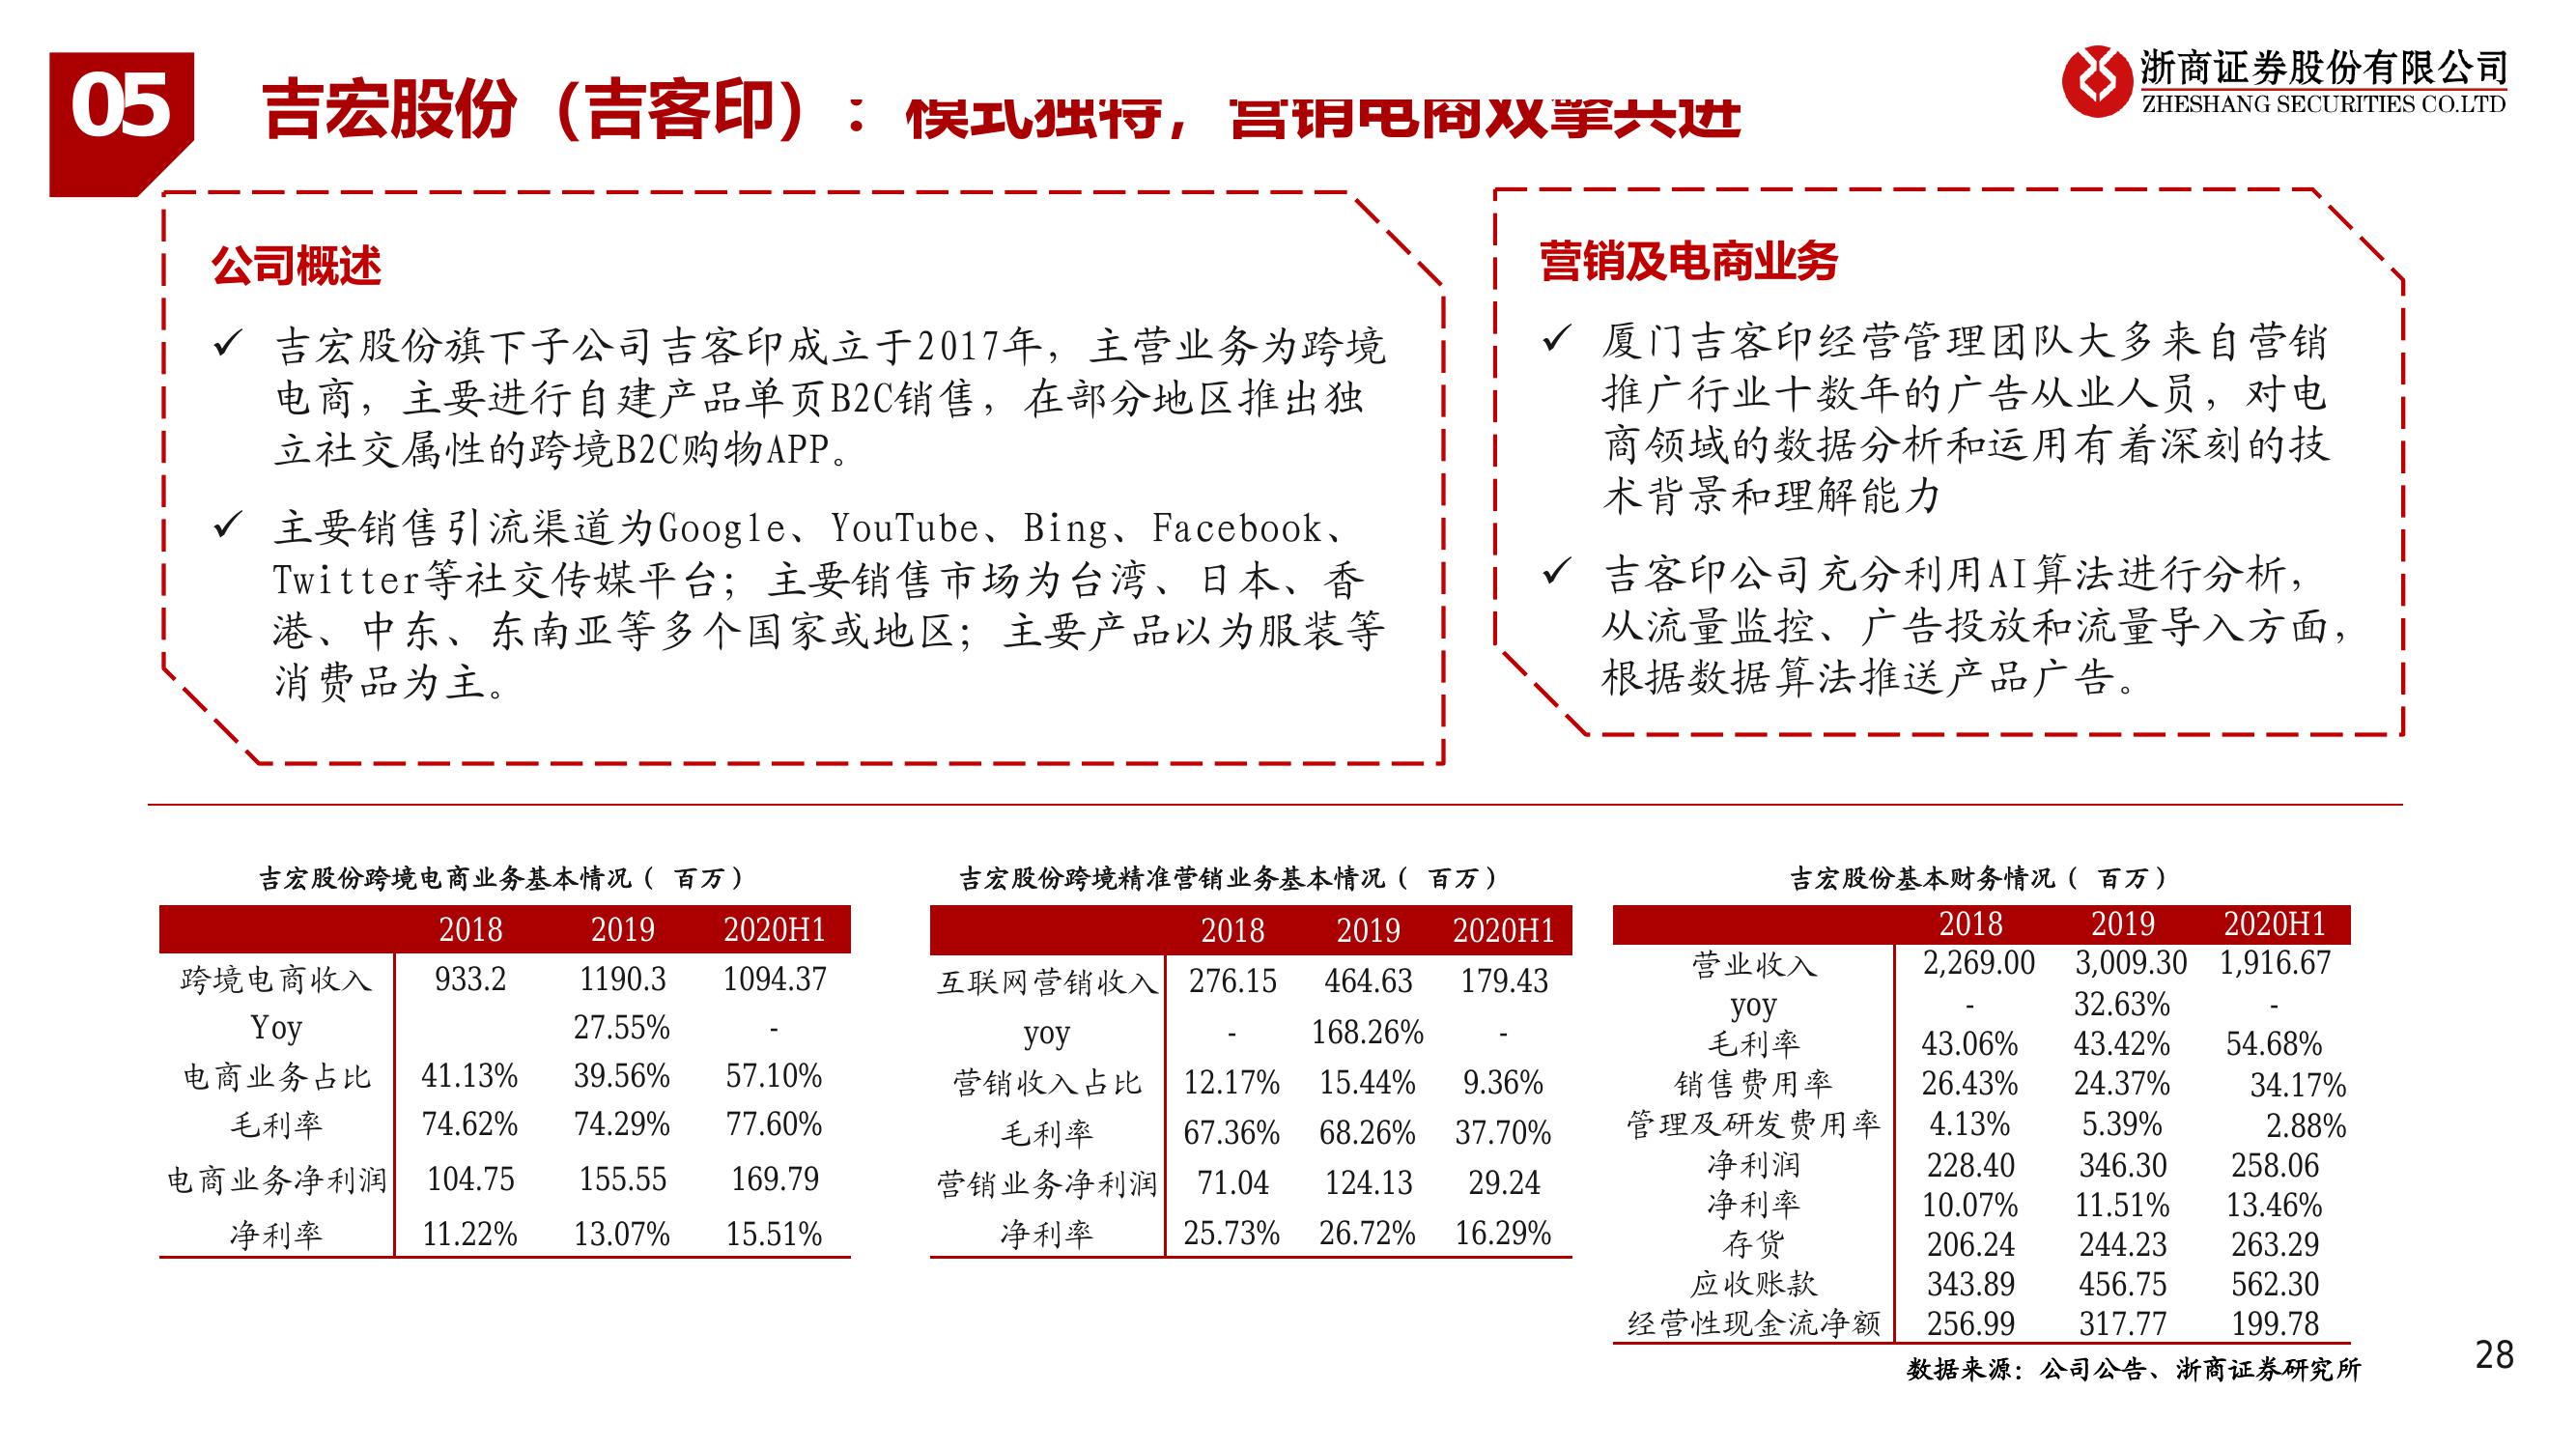 05
吉宏股份（吉客印）：模式独特，营销电商双擎共进
浙商证券股份有限公司
ZHESHANG SECURITIES CO.LTD
公司概述
✓ 吉宏股份旗下子公司吉客印成立于2017年，主营业务为跨境
电商，主要进行自建产品单页B2C销售，在部分地区推出独
立社交属性的跨境B2C购物APP。
✓ 主要销售引流渠道为Google、YouTube、Bing、Facebook、
Twitter等社交传媒平台；主要销售市场为台湾、日本、香
港、中东、东南亚等多个国家或地区；主要产品以为服装等
消费品为主。
营销及电商业务
✓ 厦门吉客印经营管理团队大多来自营销
推广行业十数年的广告从业人员，对电
商领域的数据分析和运用有着深刻的技
术背景和理解能力
✓ 吉客印公司充分利用AI算法进行分析，
从流量监控、广告投放和流量导入方面，
根据数据算法推送产品广告。
吉宏股份跨境电商业务基本情况（ 百万）
2018 2019 2020H1
跨境电商收入 933.2 1190.3 1094.37
Yoy 27.55% -
电商业务占比 41.13% 39.56% 57.10%
毛利率 74.62% 74.29% 77.60%
电商业务净利润 104.75 155.55 169.79
净利率 11.22% 13.07% 15.51%
吉宏股份跨境精准营销业务基本情况（ 百万）
2018 2019 2020H1
互联网营销收入 276.15 464.63 179.43
yoy - 168.26% -
营销收入占比 12.17% 15.44% 9.36%
毛利率 67.36% 68.26% 37.70%
营销业务净利润 71.04 124.13 29.24
净利率 25.73% 26.72% 16.29%
吉宏股份基本财务情况（ 百万）
2018 2019 2020H1
营业收入 2,269.00 3,009.30 1,916.67
yoy - 32.63% -
毛利率 43.06% 43.42% 54.68%
销售费用率 26.43% 24.37% 34.17%
管理及研发费用率 4.13% 5.39% 2.88%
净利润 228.40 346.30 258.06
净利率 10.07% 11.51% 13.46%
存货 206.24 244.23 263.29
应收账款 343.89 456.75 562.30
经营性现金流净额 256.99 317.77 199.78
数据来源：公司公告、浙商证券研究所
28